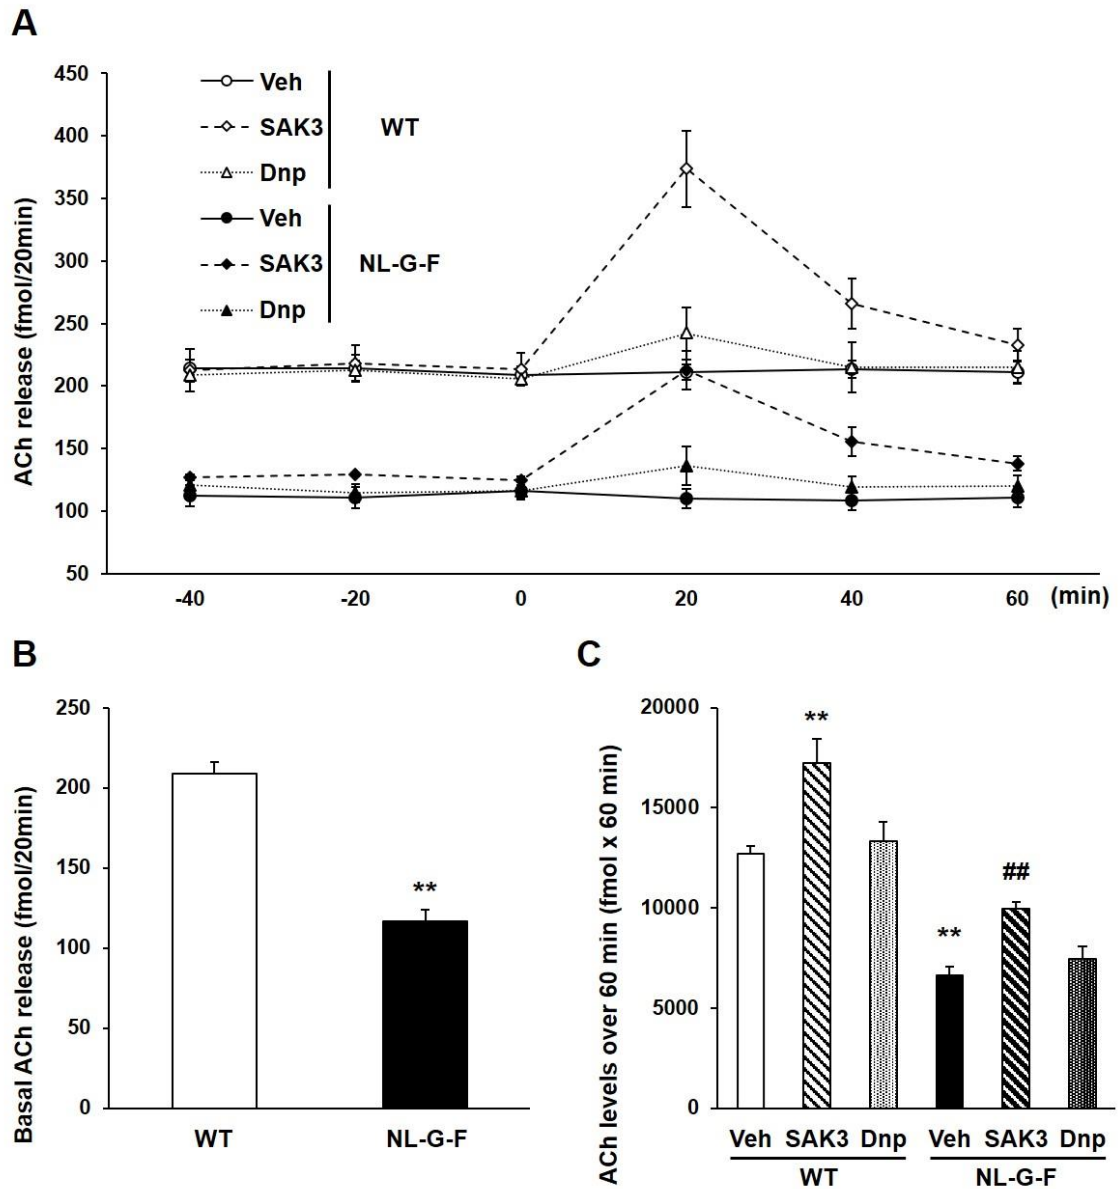 A
ACh release (fmol/20min)
450
400
350
300
250
200
150
100
50
Veh
SAK3
Dnp
WT
Veh
SAK3
Dnp
NL-G-F
-40 -20 0 20 40 60 (min)
B
Basal ACh release (fmol/20min)
250
200
150
100
50
0
**
WT NL-G-F
C
ACh levels over 60 min (fmol x 60 min)
20000
15000
10000
5000
0
**
**
##
Veh SAK3 Dnp Veh SAK3 Dnp
WT NL-G-F